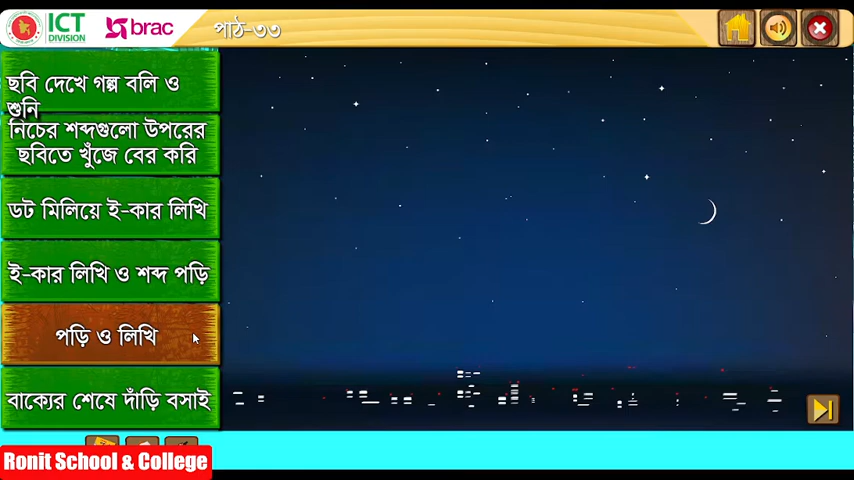 ICT
DIVISION
brac
পাঠ-৩৩
ছবি দেখে গল্প বলি ও
শুনি
নিচের শব্দগুলো উপরের
ছবিতে খুঁজে বের করি
ডট মিলিয়ে ই-কার লিখি
ই-কার লিখি ও শব্দ পড়ি
পড়ি ও লিখি
বাক্যের শেষে দাঁড়ি বসাই
Ronit School & College